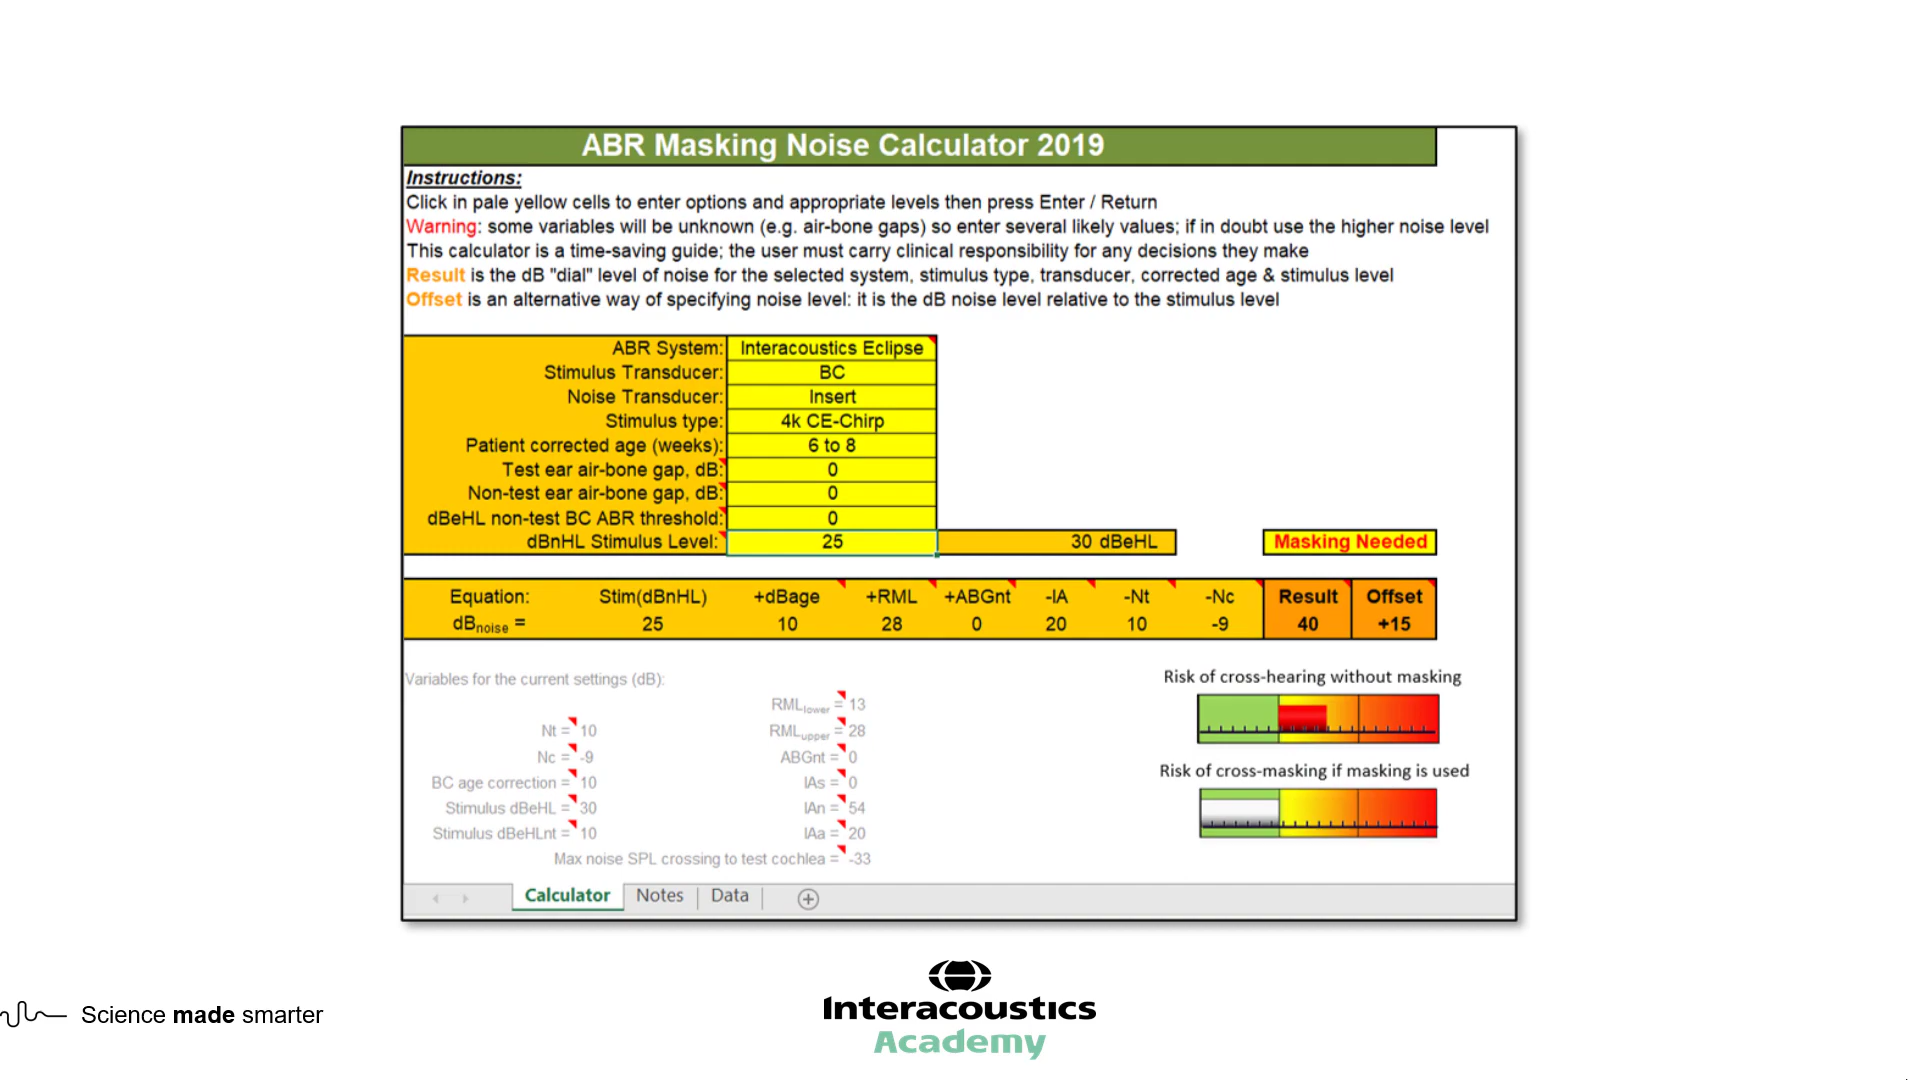 ABR Masking Noise Calculator 2019
Instructions:
Click in pale yellow cells to enter options and appropriate levels then press Enter / Return
Warning: some variables will be unknown (e.g. air-bone gaps) so enter several likely values; if in doubt use the higher noise level
This calculator is a time-saving guide; the user must carry clinical responsibility for any decisions they make
Result is the dB "dial" level of noise for the selected system, stimulus type, transducer, corrected age & stimulus level
Offset is an alternative way of specifying noise level: it is the dB noise level relative to the stimulus level
ABR System: Interacoustics Eclipse
Stimulus Transducer: BC
Noise Transducer: Insert
Stimulus type: 4k CE-Chirp
Patient corrected age (weeks): 6 to 8
Test ear air-bone gap, dB: 0
Non-test ear air-bone gap, dB: 0
dBeHL non-test BC ABR threshold: 0
dBnHL Stimulus Level: 25 30 dBeHL Masking Needed
Equation: Stim(dBnHL) +dBage +RML +ABGnt -IA -Nt -Nc Result Offset
dBnoise = 25 10 28 0 20 10 -9 40 +15
Variables for the current settings (dB):
RMLlower = 13
Nt = 10 RMLupper = 28
Nc = -9 ABGnt = 0
BC age correction = 10 IAs = 0
Stimulus dBeHL = 30 IAn = 54
Stimulus dBeHLnt = 10 IAa = 20
Max noise SPL crossing to test cochlea = -33
Risk of cross-hearing without masking
Risk of cross-masking if masking is used
Calculator Notes Data
Science made smarter
Interacoustics
Academy